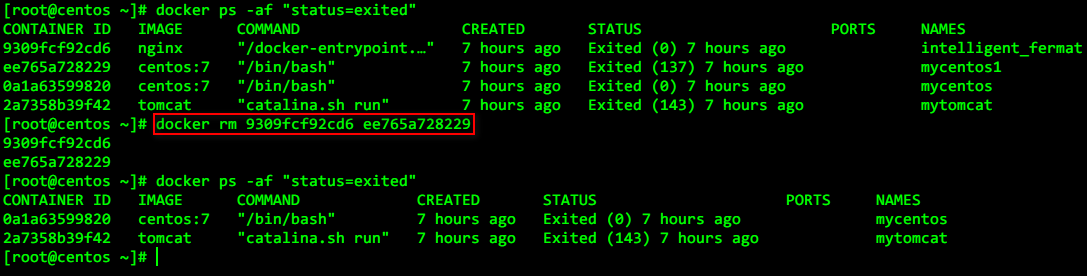 [root@centos ~]# docker ps -af "status=exited"
CONTAINER ID   IMAGE      COMMAND                  CREATED       STATUS                     PORTS     NAMES
9309fcf92cd6   nginx      "/docker-entrypoint.…"   7 hours ago   Exited (0) 7 hours ago               intelligent_fermat
ee765a728229   centos:7   "/bin/bash"              7 hours ago   Exited (137) 7 hours ago             mycentos1
0a1a63599820   centos:7   "/bin/bash"              7 hours ago   Exited (0) 7 hours ago               mycentos
2a7358b39f42   tomcat     "catalina.sh run"        7 hours ago   Exited (143) 7 hours ago             mytomcat
[root@centos ~]# docker rm 9309fcf92cd6 ee765a728229
9309fcf92cd6
ee765a728229
[root@centos ~]# docker ps -af "status=exited"
CONTAINER ID   IMAGE      COMMAND             CREATED       STATUS                     PORTS     NAMES
0a1a63599820   centos:7   "/bin/bash"         7 hours ago   Exited (0) 7 hours ago               mycentos
2a7358b39f42   tomcat     "catalina.sh run"   7 hours ago   Exited (143) 7 hours ago             mytomcat
[root@centos ~]#